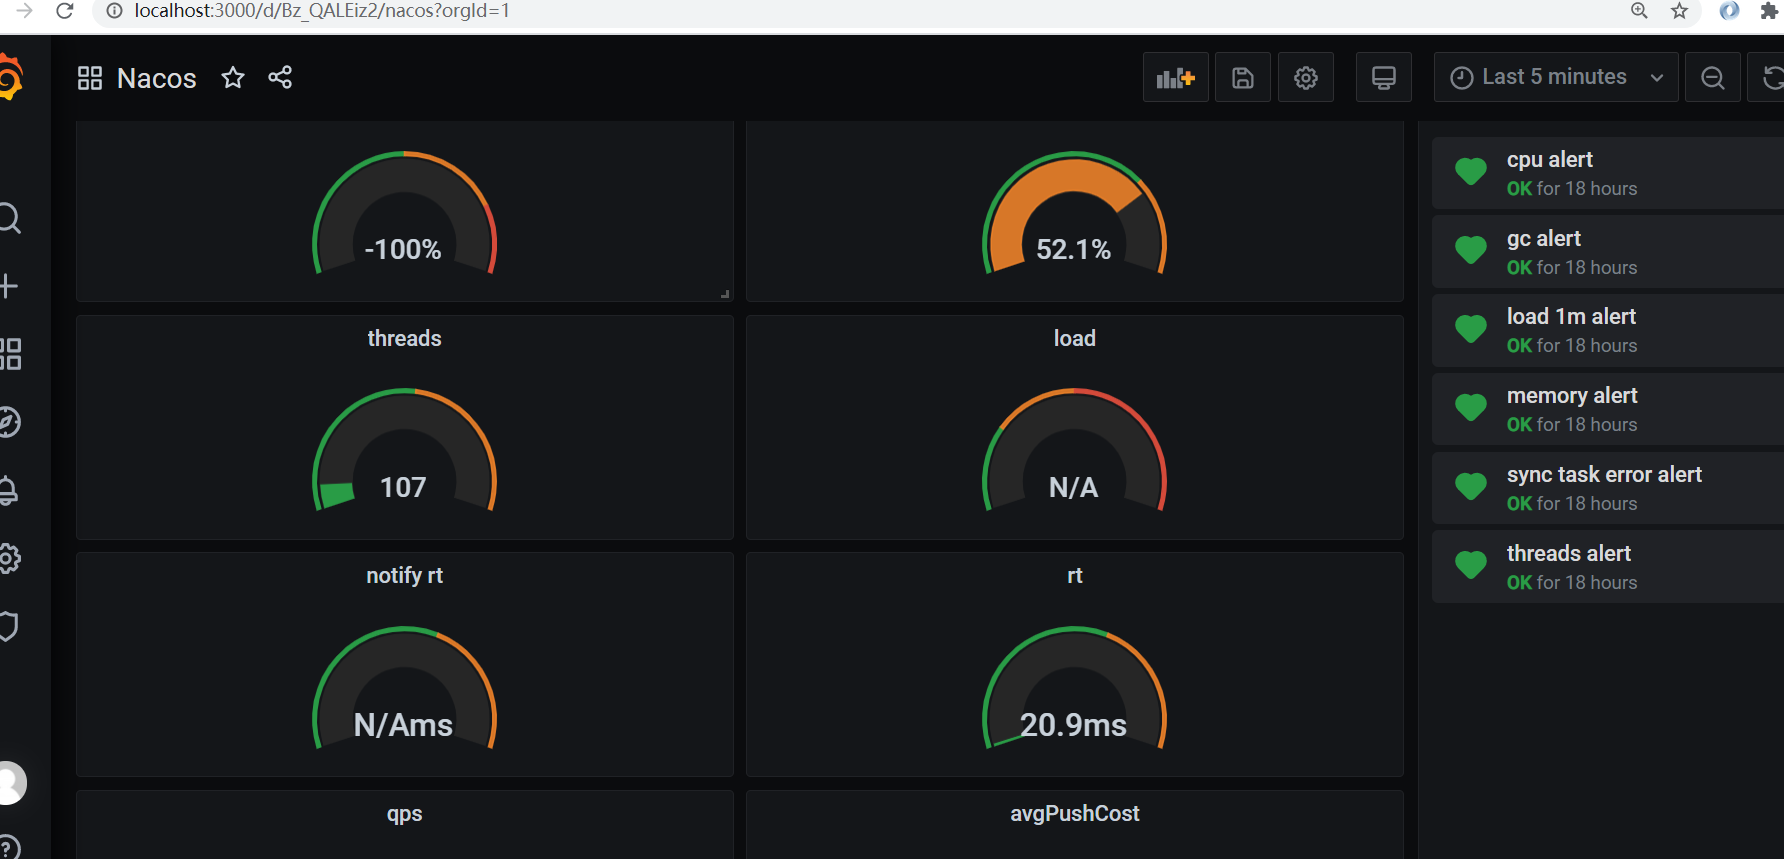 localhost:3000/d/Bz_QALEiz2/nacos?orgId=1
Nacos
Last 5 minutes
-100%
52.1%
threads
107
load
N/A
notify rt
N/Ams
rt
20.9ms
qps
avgPushCost
cpu alert
OK for 18 hours
gc alert
OK for 18 hours
load 1m alert
OK for 18 hours
memory alert
OK for 18 hours
sync task error alert
OK for 18 hours
threads alert
OK for 18 hours